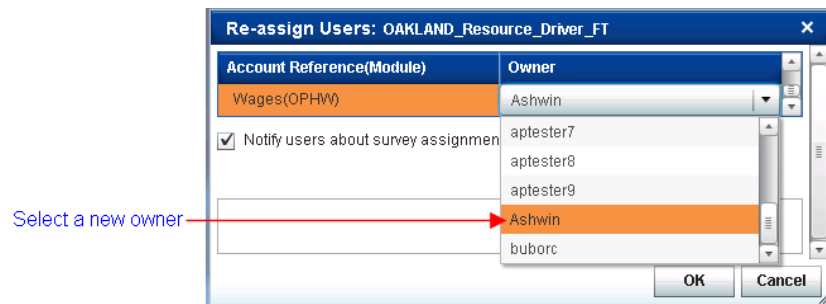 Re-assign Users: OAKLAND_Resource_Driver_FT
Account Reference(Module) Owner
Wages(OPHW) Ashwin
Notify users about survey assignmen
aptester7
aptester8
aptester9
Select a new owner
Ashwin
buborc
OK Cancel